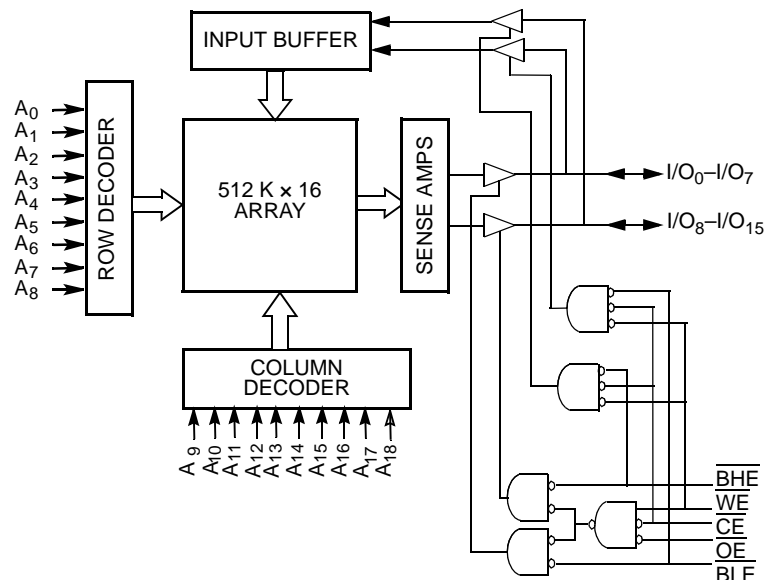 INPUT BUFFER
A0
A1
A2
A3
A4
A5
A6
A7
A8
ROW DECODER
512 K × 16
ARRAY
SENSE AMPS
I/O0–I/O7
I/O8–I/O15
COLUMN
DECODER
A9
A10
A11
A12
A13
A14
A15
A16
A17
A18
BHE
WE
CE
OE
BLE